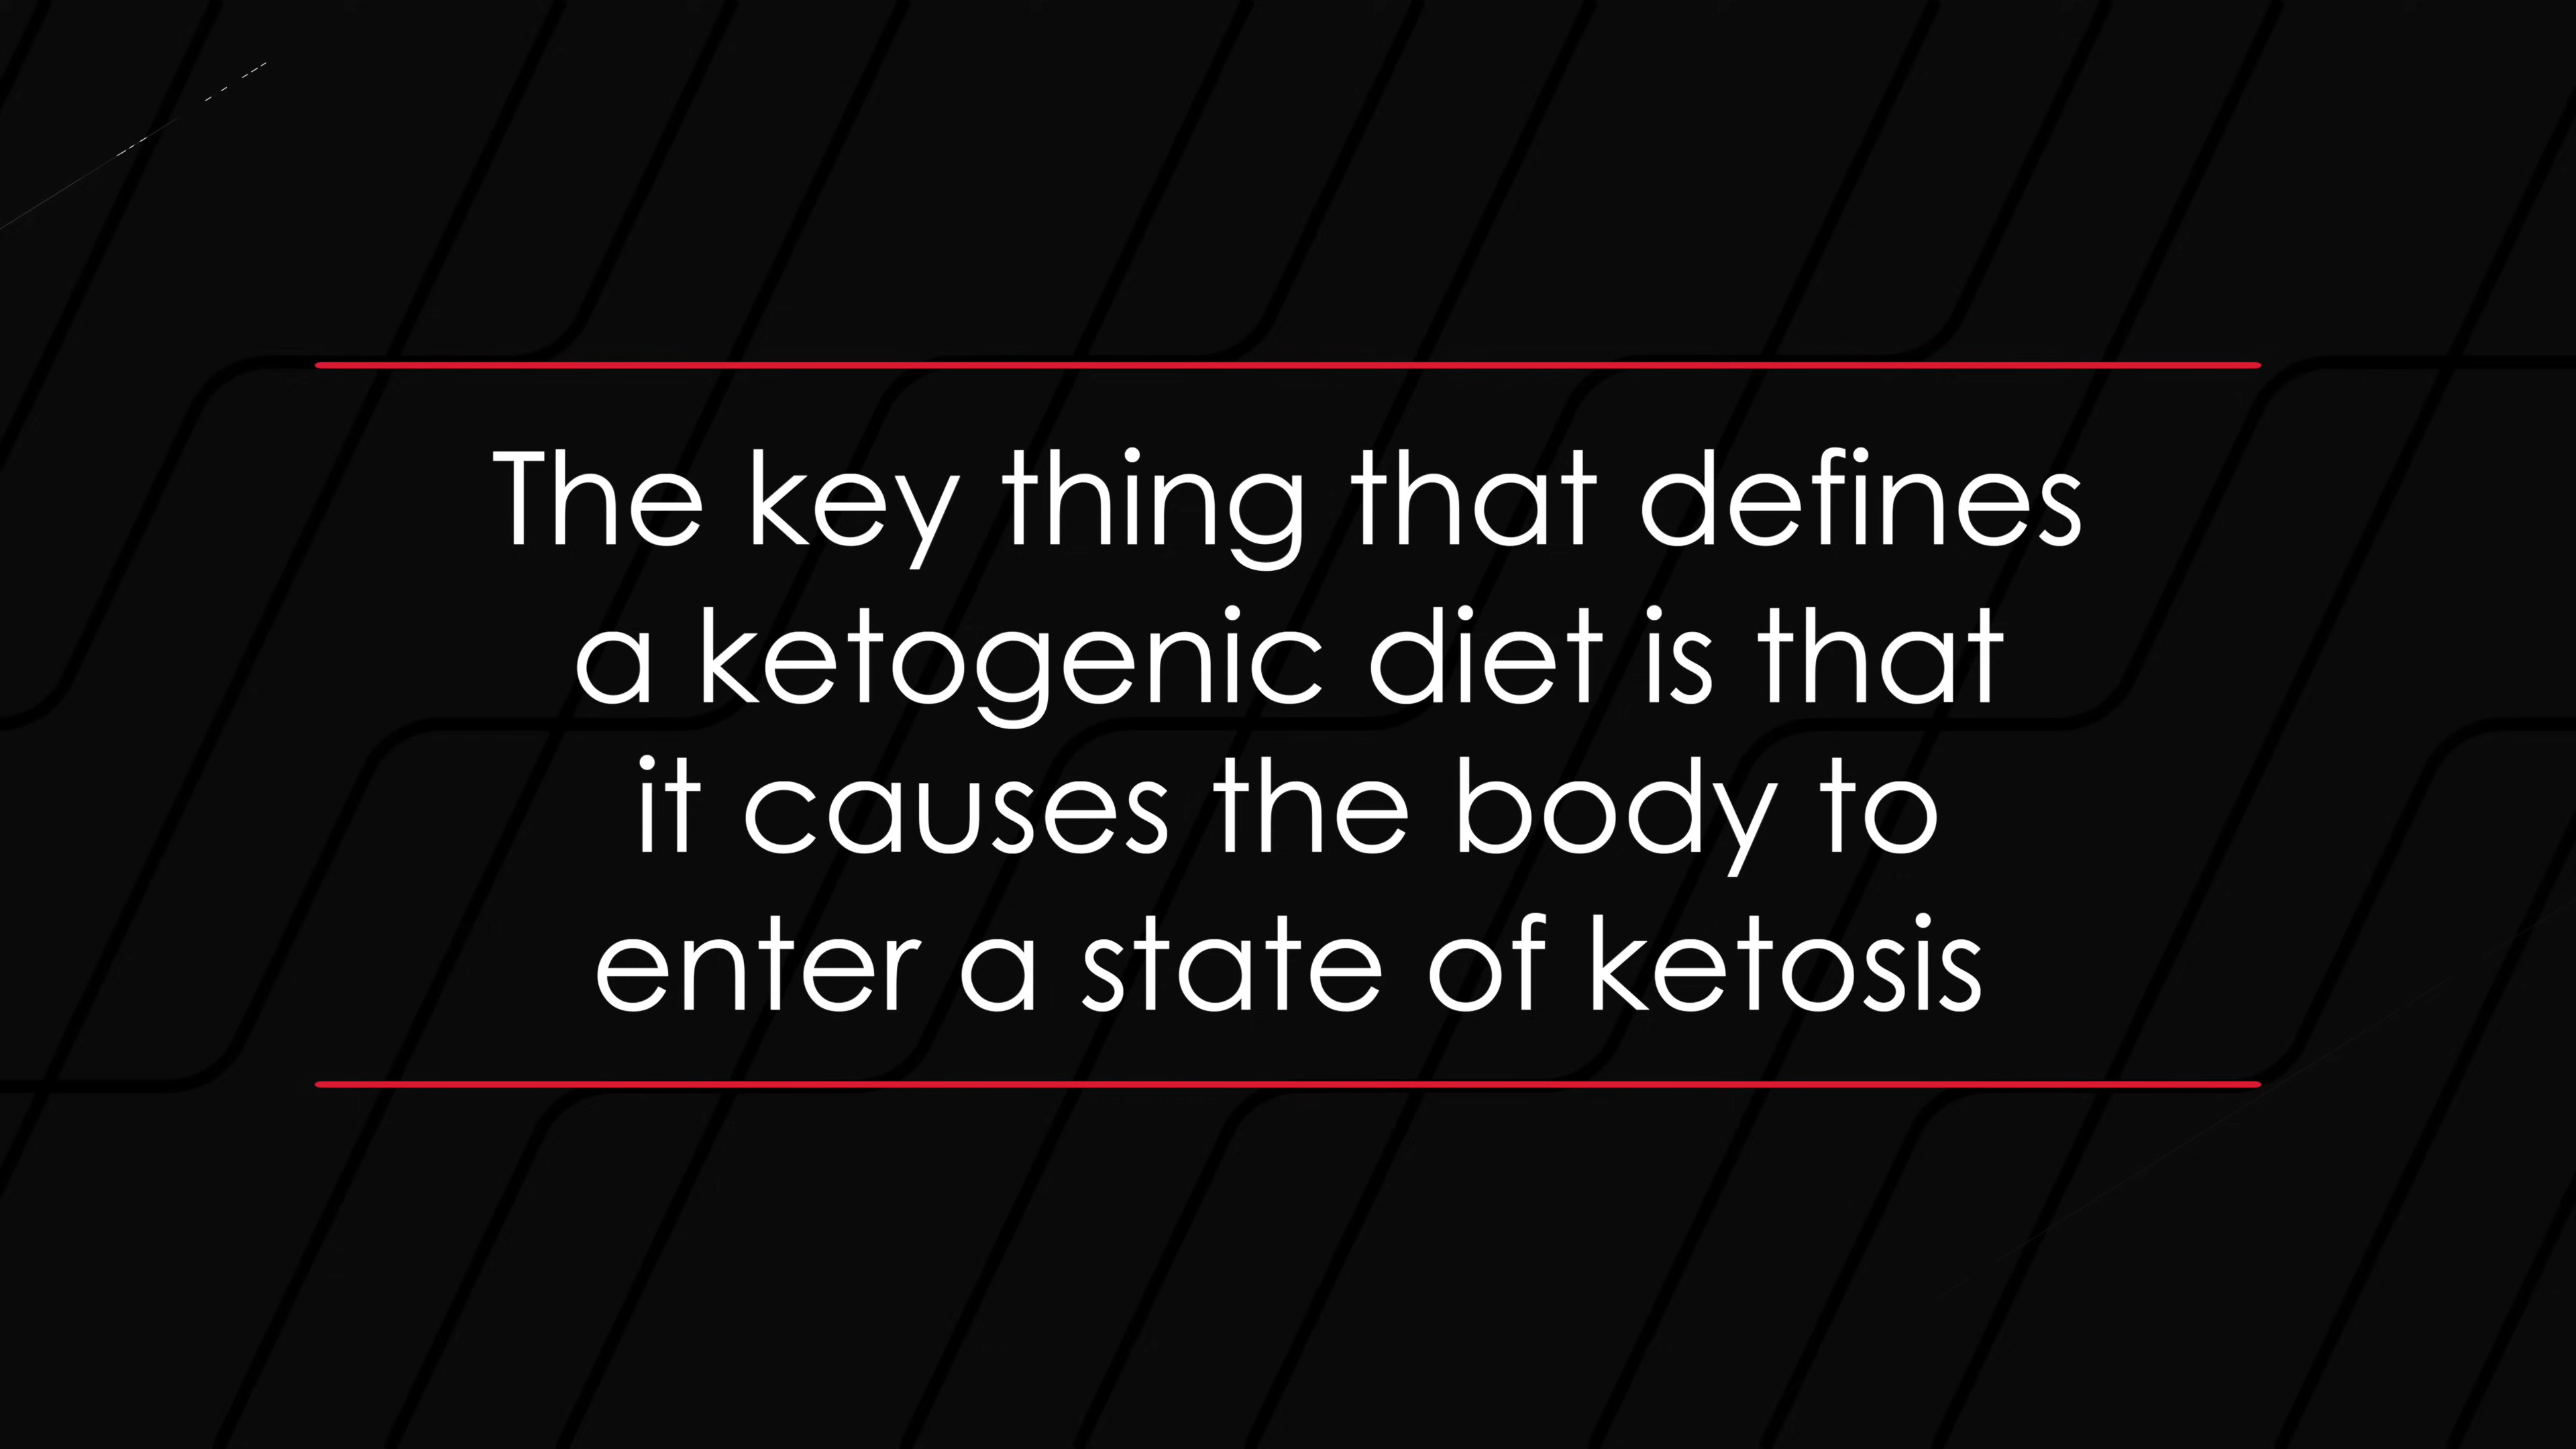 The key thing that defines
a ketogenic diet is that
it causes the body to
enter a state of ketosis